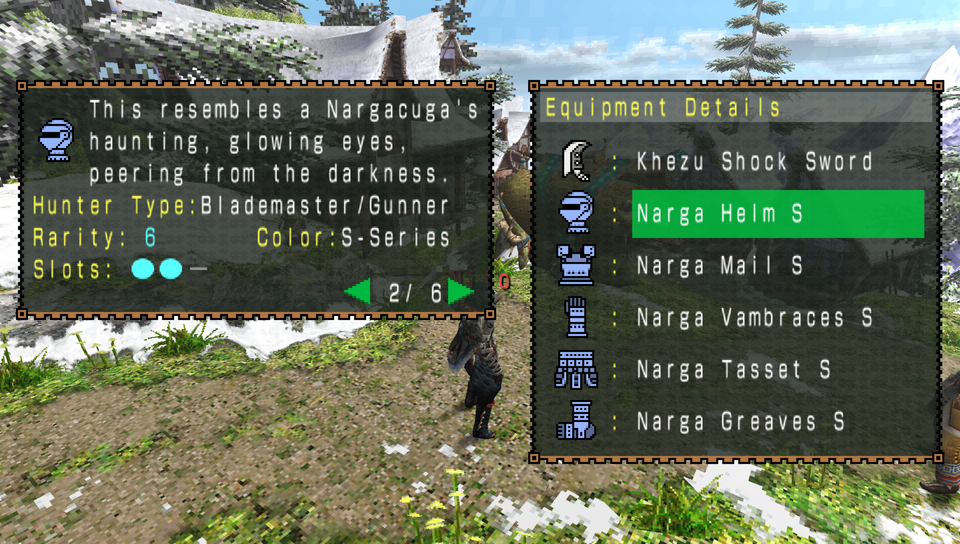 This resembles a Nargacuga's
haunting, glowing eyes,
peering from the darkness.
Hunter Type:Blademaster/Gunner
Rarity: 6 Color:S-Series
Slots:
2/ 6
0
Equipment Details
: Khezu Shock Sword
: Narga Helm S
: Narga Mail S
: Narga Vambraces S
: Narga Tasset S
: Narga Greaves S